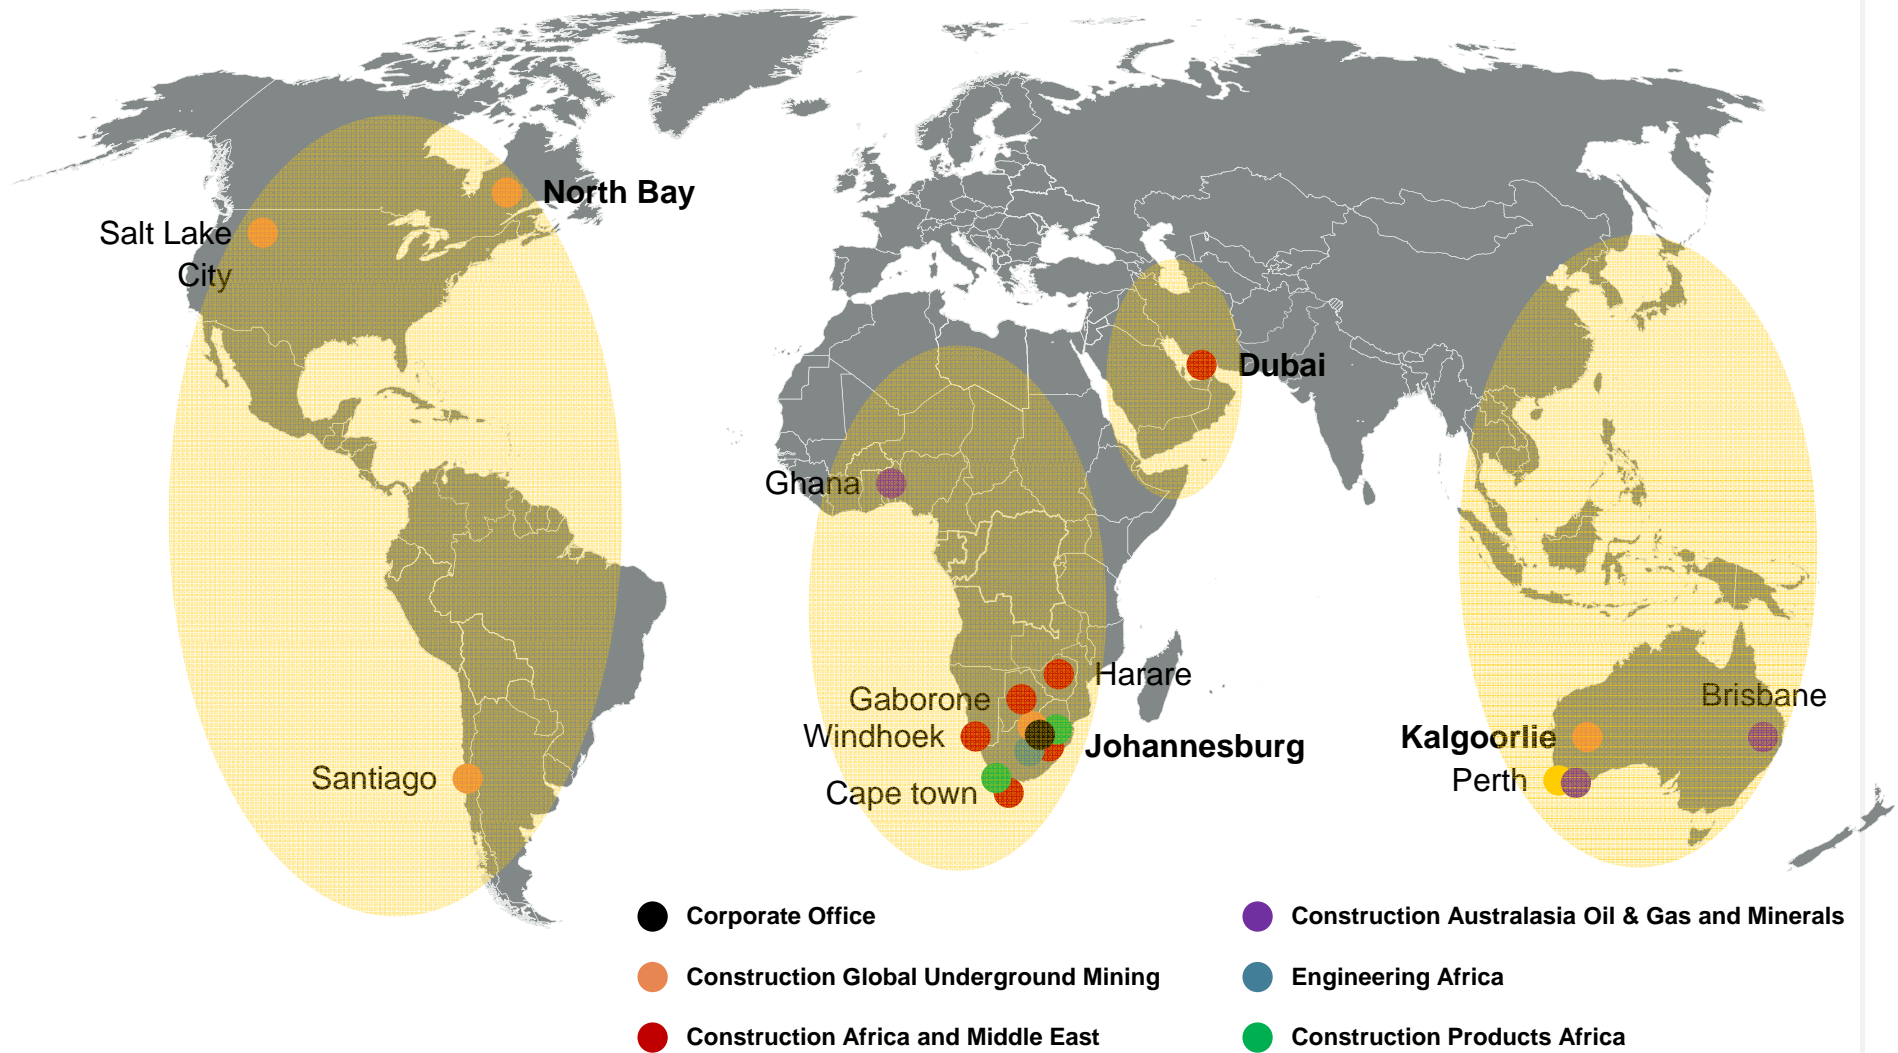 North Bay
Salt Lake
City
Dubai
Ghana
Harare
Gaborone
Brisbane
Windhoek
Johannesburg
Kalgoorlie
Santiago
Perth
Cape town
Corporate Office
Construction Australasia Oil & Gas and Minerals
Construction Global Underground Mining
Engineering Africa
Construction Africa and Middle East
Construction Products Africa